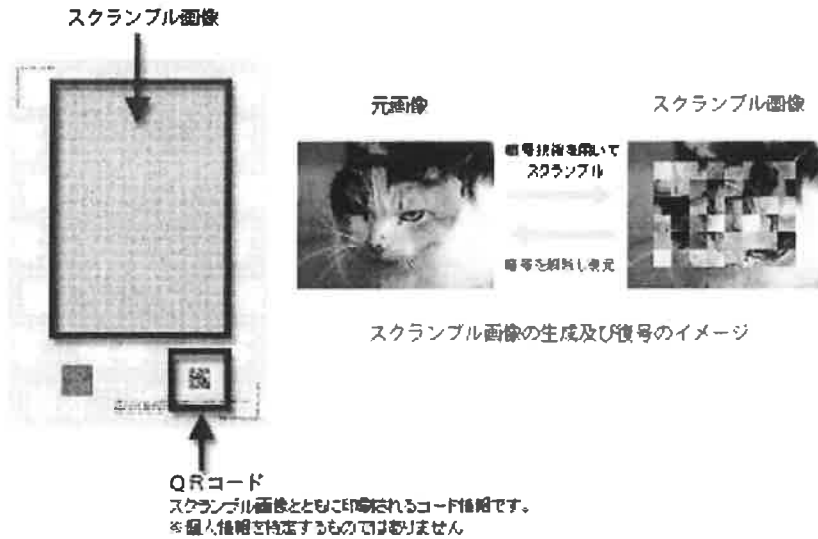 スクランブル画像
元画像
スクランブル画像
暗号技術を用いて
スクランブル
暗号を解除し復元
スクランブル画像の生成及び復号のイメージ
QRコード
スクランブル画像とともに印刷されるコード情報です。
※個人情報を特定するものではありません